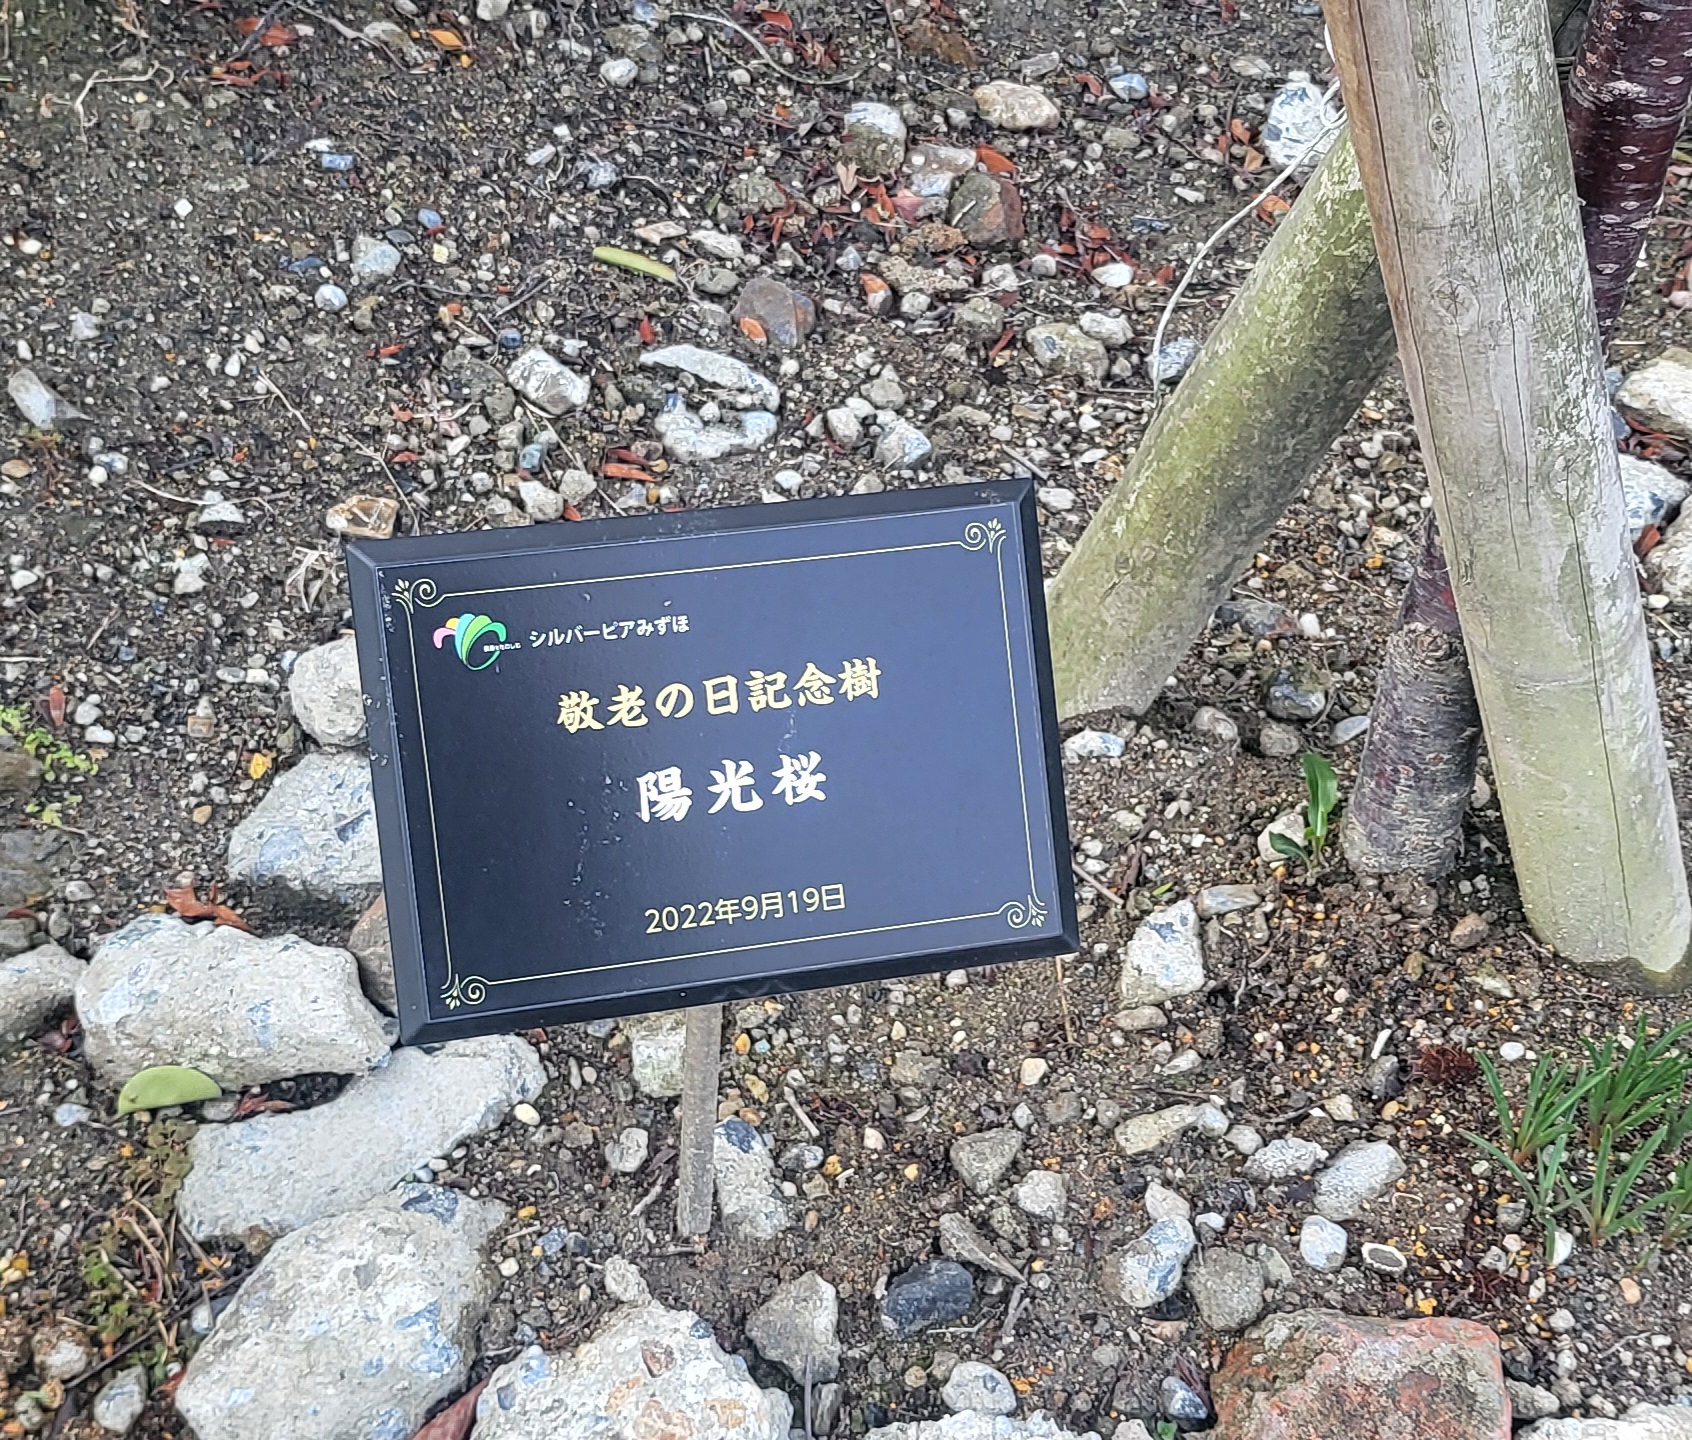 シルバーピアみずほ
敬老の日記念樹
陽光桜
2022年9月19日